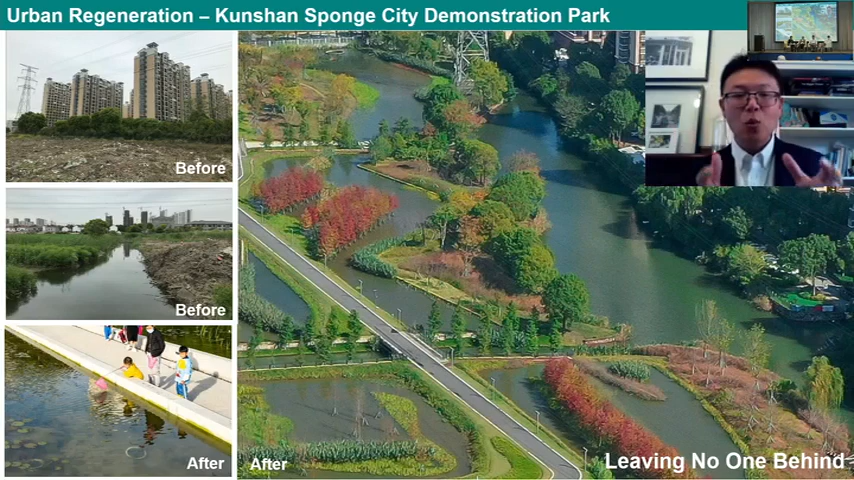 Urban Regeneration – Kunshan Sponge City Demonstration Park
Before
Before
After
After
Leaving No One Behind